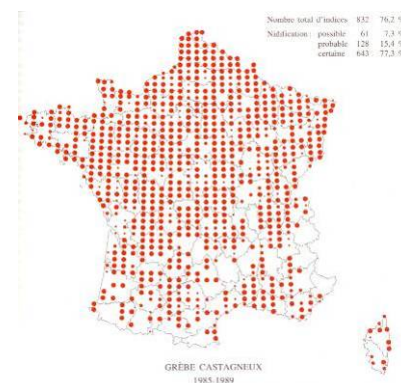 Nombre total d'indices 832 76,2 %
Nidification : possible 61 7,3 %
probable 128 15,4 %
certaine 643 77,3 %
GRÈBE CASTAGNEUX
1985-1989